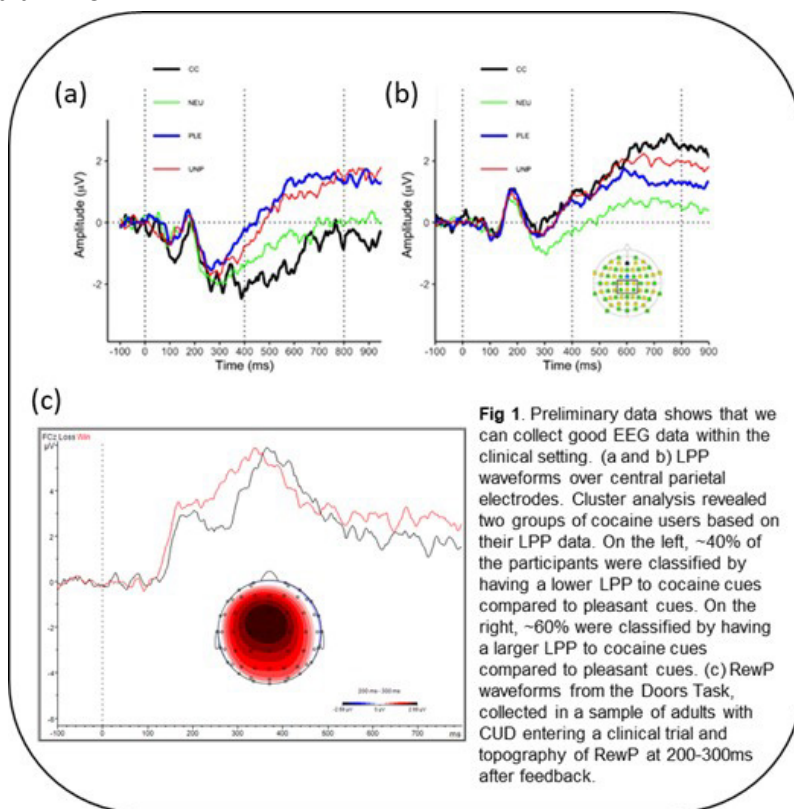 (a)
CC
NEU
PLE
UNP
Amplitude (µV)
2
0
-2
-100 0 100 200 300 400 500 600 700 800 900
Time (ms)
(b)
CC
NEU
PLE
UNP
Amplitude (µV)
2
0
-2
-100 0 100 200 300 400 500 600 700 800 900
Time (ms)
(c)
FCz Loss Win
µV
4
2
0
-2
-4
-6
200 ms - 300 ms
0 µV
-100 0 100 200 300 400 500 600 700 ms
Fig 1. Preliminary data shows that we
can collect good EEG data within the
clinical setting. (a and b) LPP
waveforms over central parietal
electrodes. Cluster analysis revealed
two groups of cocaine users based on
their LPP data. On the left, ~40% of
the participants were classified by
having a lower LPP to cocaine cues
compared to pleasant cues. On the
right, ~60% were classified by having
a larger LPP to cocaine cues
compared to pleasant cues. (c) RewP
waveforms from the Doors Task,
collected in a sample of adults with
CUD entering a clinical trial and
topography of RewP at 200-300ms
after feedback.